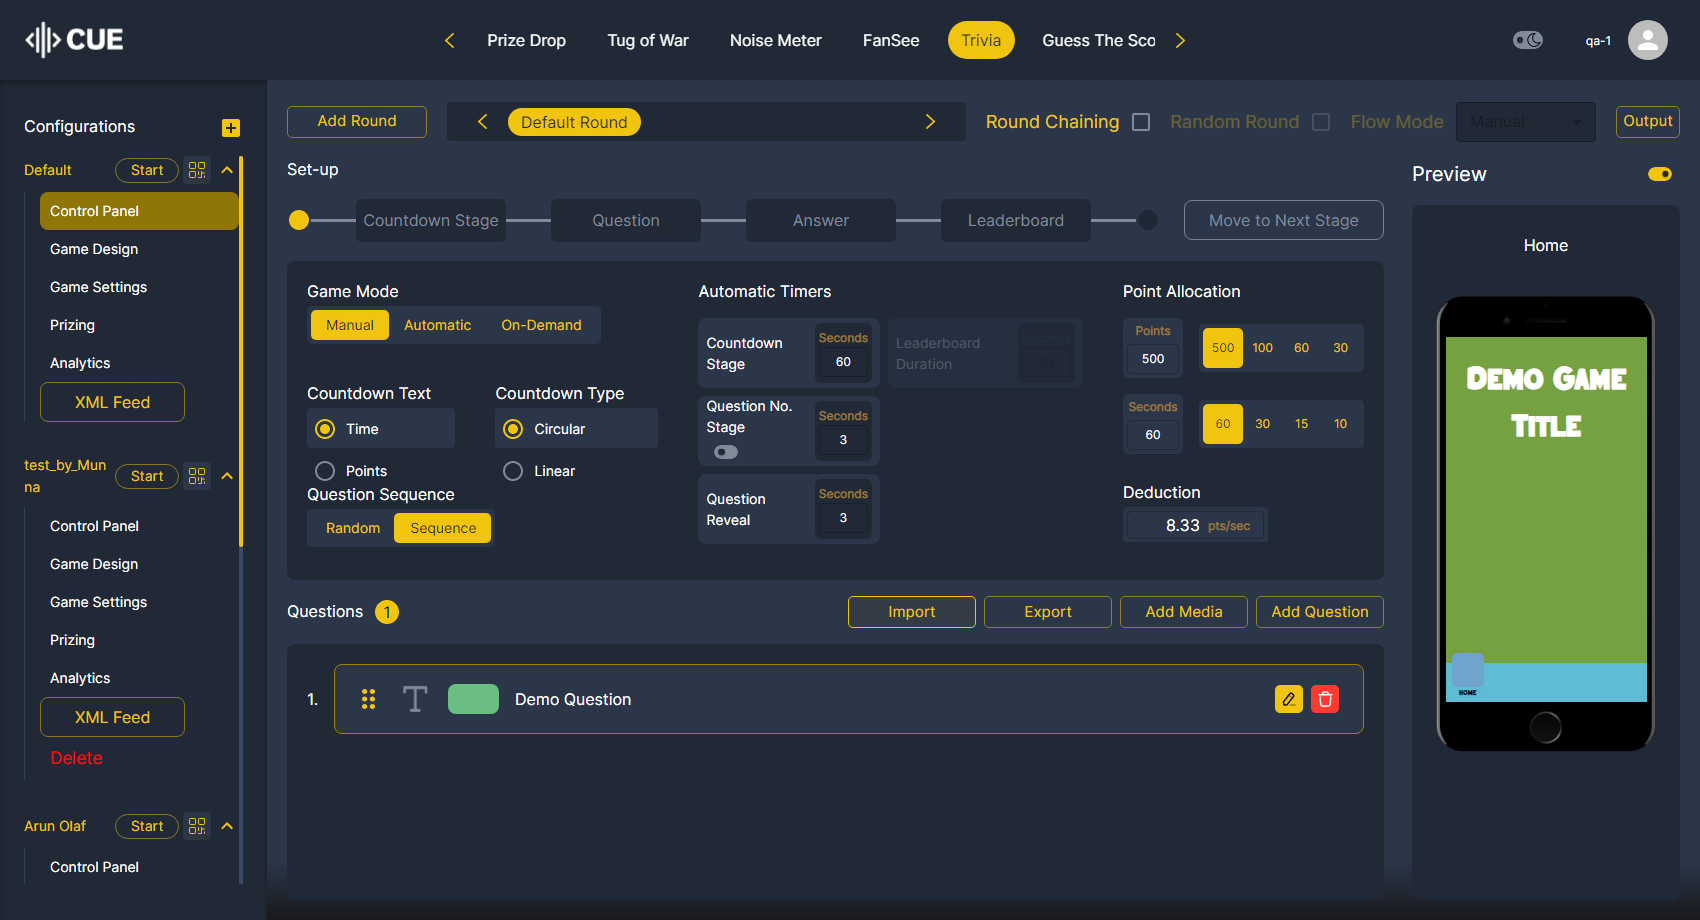 CUE
Prize Drop
Tug of War
Noise Meter
FanSee
Trivia
Guess The Sco
qa-1
Configurations
Default
Start
Control Panel
Game Design
Game Settings
Prizing
Analytics
XML Feed
test_by_Mun
na
Start
Control Panel
Game Design
Game Settings
Prizing
Analytics
XML Feed
Delete
Arun Olaf
Start
Control Panel
Add Round
Default Round
Round Chaining
Random Round
Flow Mode
Manual
Output
Set-up
Countdown Stage
Question
Answer
Leaderboard
Move to Next Stage
Game Mode
Manual
Automatic
On-Demand
Countdown Text
Time
Points
Countdown Type
Circular
Linear
Question Sequence
Random
Sequence
Automatic Timers
Countdown
Stage
Seconds
60
Leaderboard
Duration
Seconds
10
Question No.
Stage
Seconds
3
Question
Reveal
Seconds
3
Point Allocation
Points
500
500
100
60
30
Seconds
60
60
30
15
10
Deduction
8.33 pts/sec
Questions 1
Import
Export
Add Media
Add Question
1.
T
Demo Question
Preview
Home
Demo Game
Title
HOME